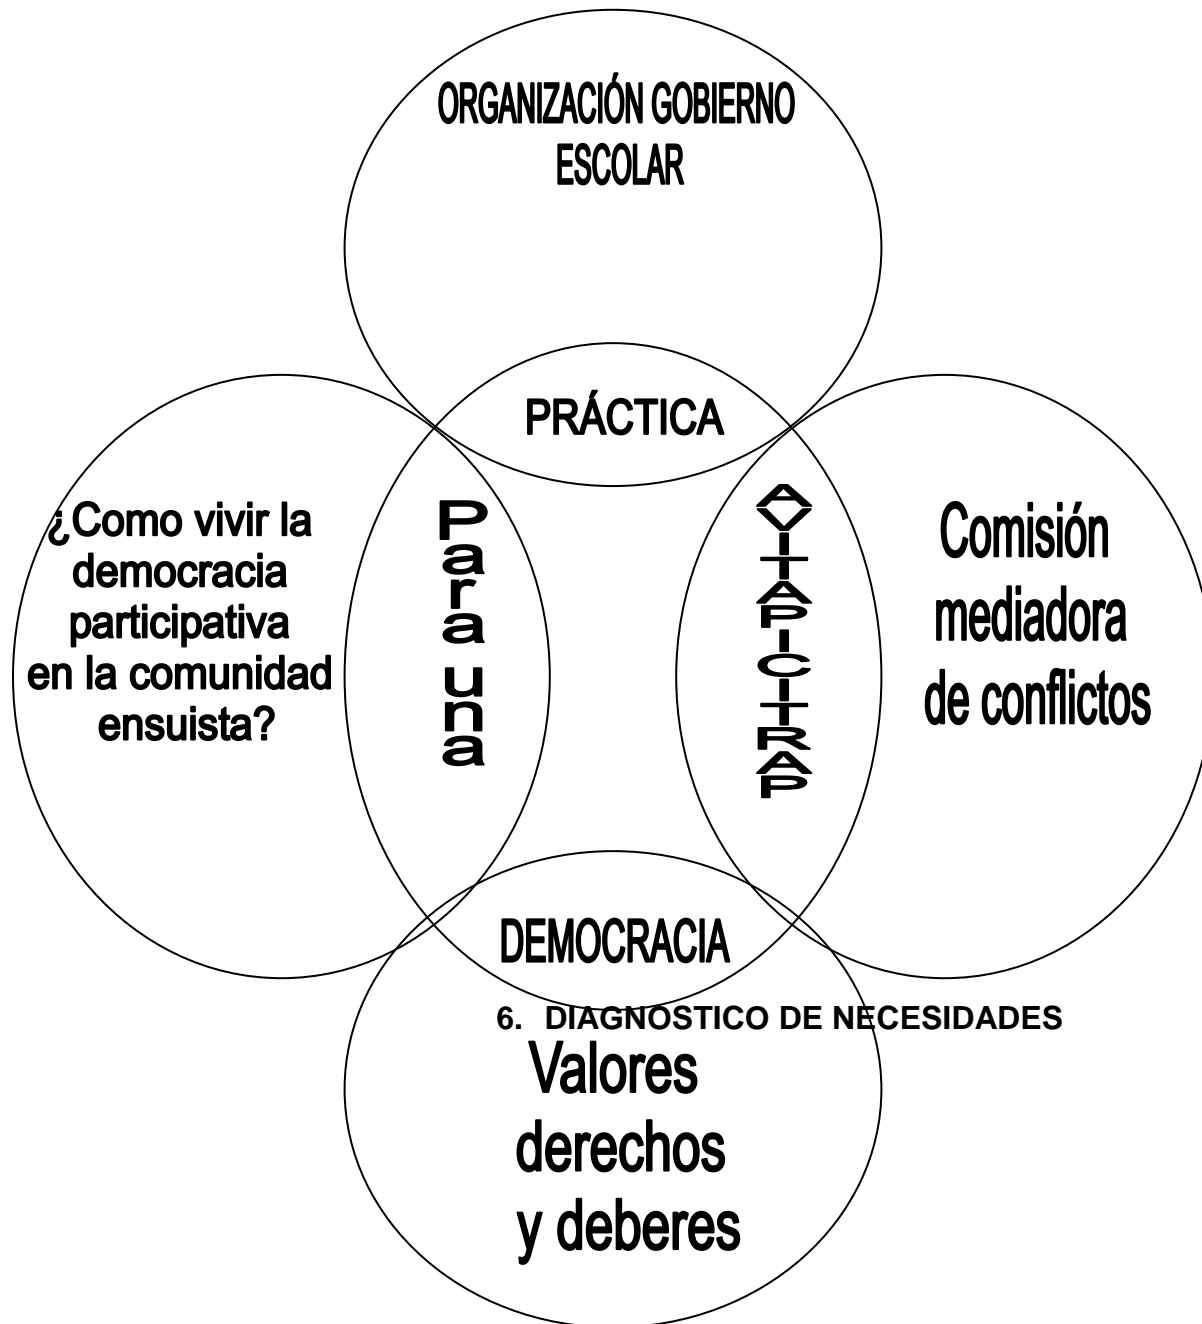 ORGANIZACIÓN GOBIERNO
ESCOLAR
PRÁCTICA
¿Como vivir la
democracia
participativa
en la comunidad
ensuista?
Para una
PARTICIPATIVA
Comisión
mediadora
de conflictos
DEMOCRACIA
6. DIAGNOSTICO DE NECESIDADES
Valores
derechos
y deberes